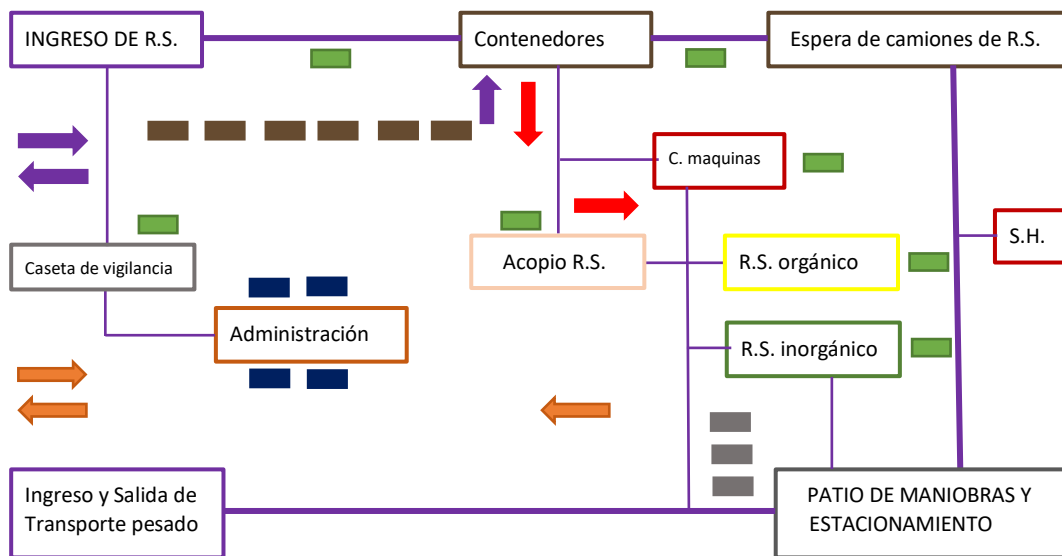 INGRESO DE R.S.
Contenedores
Espera de camiones de R.S.
C. maquinas
S.H.
Caseta de vigilancia
Acopio R.S.
R.S. orgánico
Administración
R.S. inorgánico
Ingreso y Salida de
Transporte pesado
PATIO DE MANIOBRAS Y
ESTACIONAMIENTO